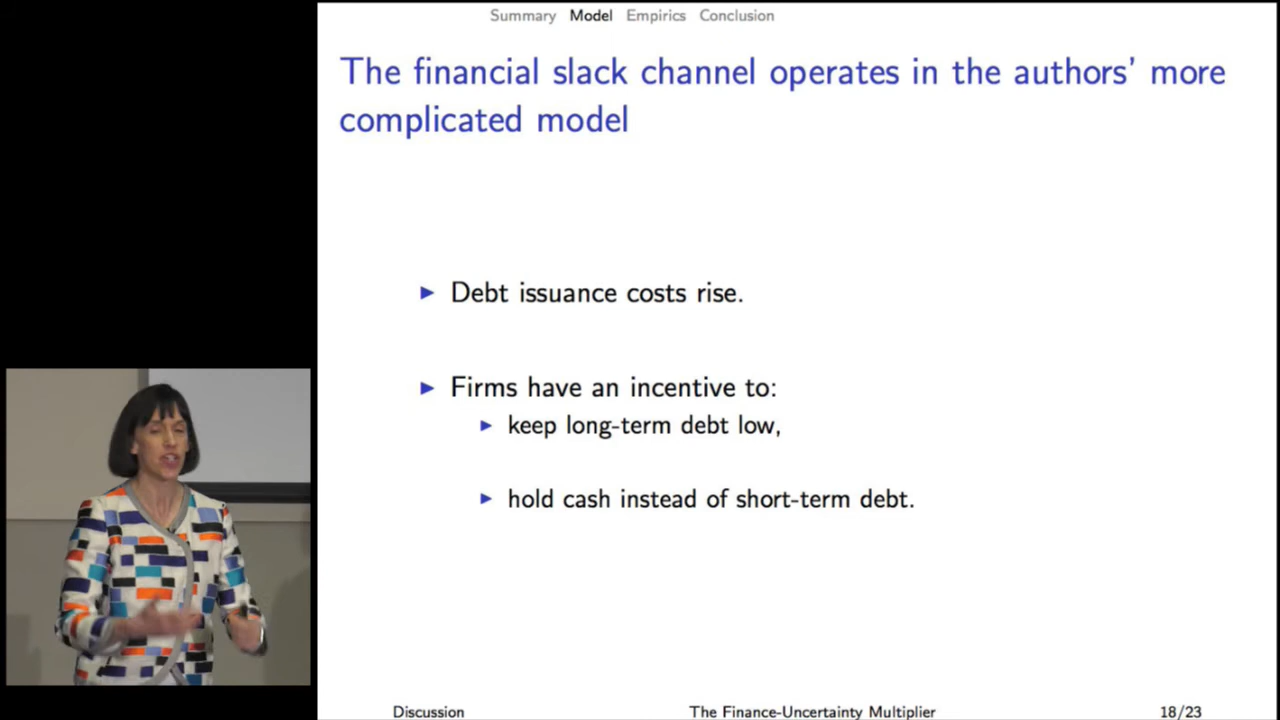 Summary Model Empirics Conclusion
The financial slack channel operates in the authors' more
complicated model
Debt issuance costs rise.
Firms have an incentive to:
keep long-term debt low,
hold cash instead of short-term debt.
Discussion The Finance-Uncertainty Multiplier 18/23